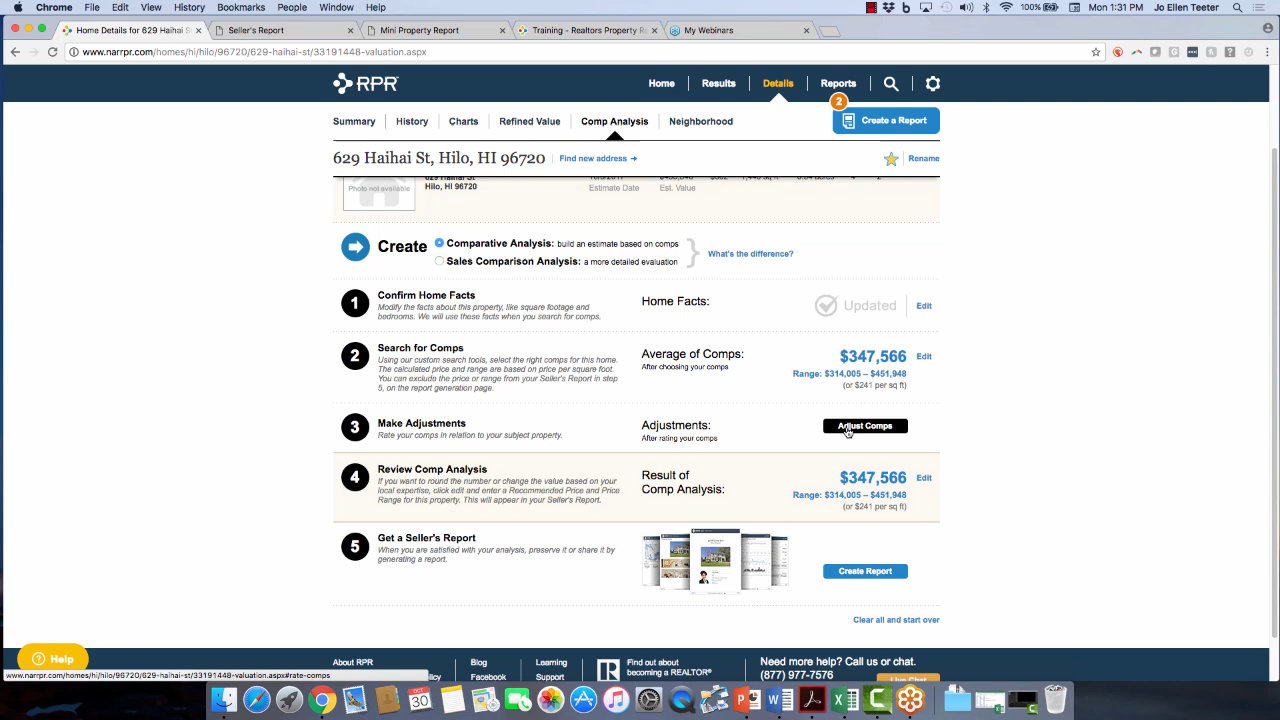 Chrome File Edit View History Bookmarks People Window Help 100% Mon 1:31 PM Jo Ellen Teeter
Home Details for 629 Haihai S × Seller's Report × Mini Property Report × Training - Realtors Property R × My Webinars ×
www.narrpr.com/homes/hi/hilo/96720/629-haihai-st/33191448-valuation.aspx
RPR Home Results Details Reports
2
Summary History Charts Refined Value Comp Analysis Neighborhood Create a Report
629 Haihai St, Hilo, HI 96720 Find new address → Rename
Photo not available
629 Haihai St
Hilo, HI 96720
Estimate Date Est. Value
Create Comparative Analysis: build an estimate based on comps
Sales Comparison Analysis: a more detailed evaluation
What's the difference?
1 Confirm Home Facts
Modify the facts about this property, like square footage and
bedrooms. We will use these facts when you search for comps.
Home Facts: Updated Edit
2 Search for Comps
Using our custom search tools, select the right comps for this home.
The calculated price and range are based on price per square foot.
You can exclude the price or range from your Seller's Report in step
5, on the report generation page.
Average of Comps:
After choosing your comps
$347,566 Edit
Range: $314,005 – $451,948
(or $241 per sq ft)
3 Make Adjustments
Rate your comps in relation to your subject property.
Adjustments:
After rating your comps
Adjust Comps
4 Review Comp Analysis
If you want to round the number or change the value based on your
local expertise, click edit and enter a Recommended Price and Price
Range for this property. This will appear in your Seller's Report.
Result of
Comp Analysis:
$347,566 Edit
Range: $314,005 – $451,948
(or $241 per sq ft)
5 Get a Seller's Report
When you are satisfied with your analysis, preserve it or share it by
generating a report.
Create Report
Clear all and start over
Help
About RPR Blog Learning
Facebook Support
Find out about
becoming a REALTOR®
Need more help? Call us or chat.
(877) 977-7576
Live Chat
www.narrpr.com/homes/hi/hilo/96720/629-haihai-st/33191448-valuation.aspx#rate-comps
OCT
30